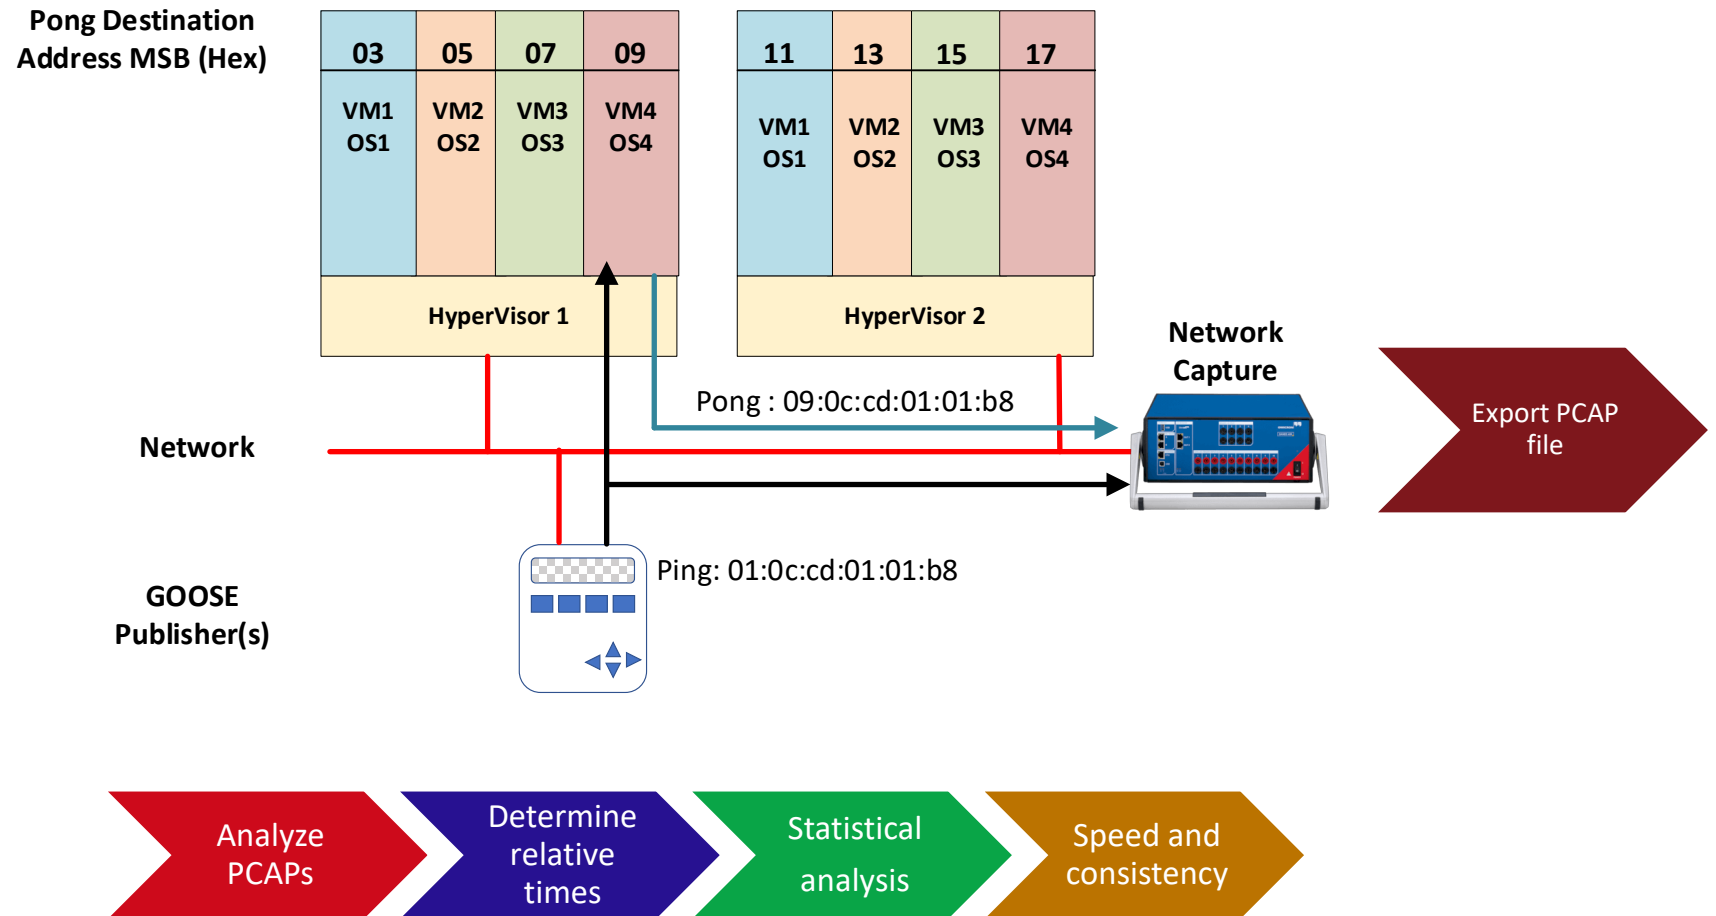 Pong Destination
Address MSB (Hex)
03
05
07
09
11
13
15
17
VM1
OS1
VM2
OS2
VM3
OS3
VM4
OS4
VM1
OS1
VM2
OS2
VM3
OS3
VM4
OS4
HyperVisor 1
HyperVisor 2
Network
Capture
Pong : 09:0c:cd:01:01:b8
Export PCAP
file
Network
Ping: 01:0c:cd:01:01:b8
GOOSE
Publisher(s)
Analyze
PCAPs
Determine
relative
times
Statistical
analysis
Speed and
consistency